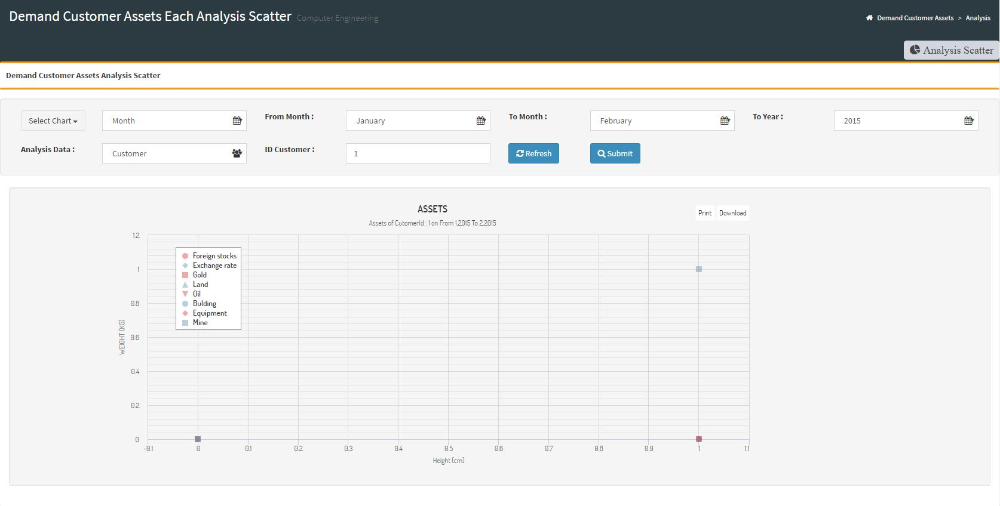 Demand Customer Assets Each Analysis Scatter Computer Engineering
Demand Customer Assets > Analysis
Analysis Scatter
Demand Customer Assets Analysis Scatter
Select Chart Month From Month : January To Month : February To Year : 2015
Analysis Data : Customer ID Customer : 1 Refresh Submit
ASSETS
Print Download
Assets of CutomerId : 1 on From 1,2015 To 2,2015
1.2
1
0.8
0.6
0.4
0.2
0
WEIGHT (KG)
Foreign stocks
Exchange rate
Gold
Land
Oil
Bulding
Equipment
Mine
-0.1 0 0.1 0.2 0.3 0.4 0.5 0.6 0.7 0.8 0.9 1 1.1
Height (cm)